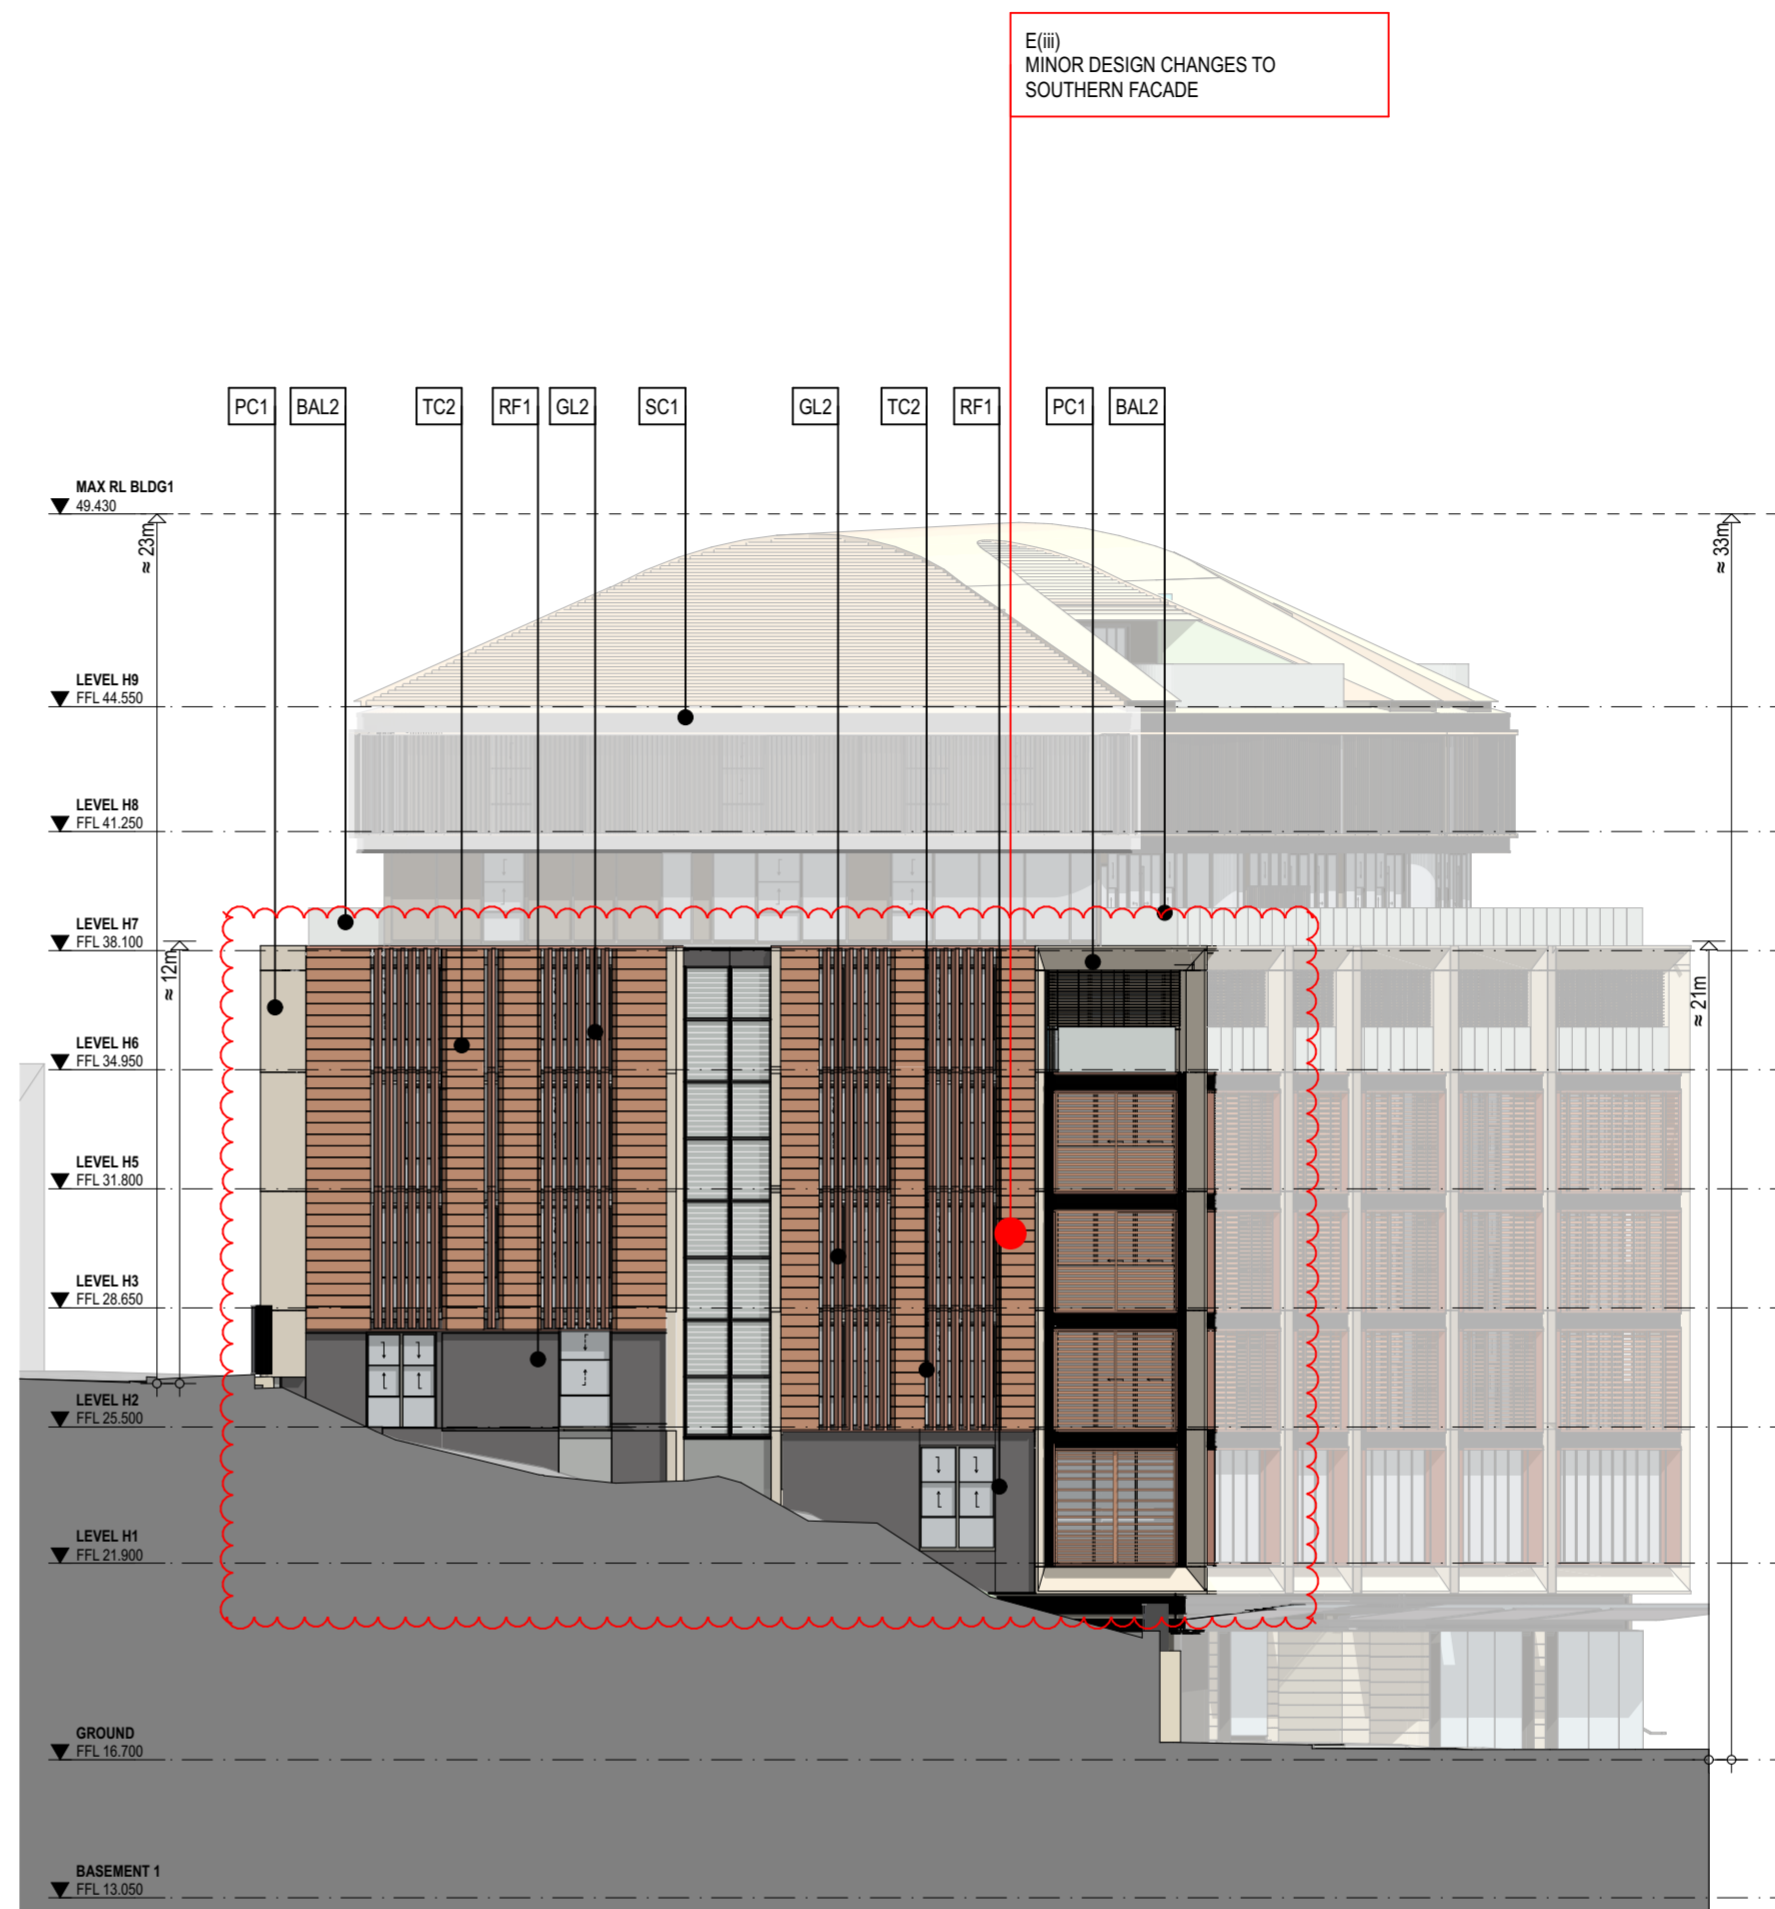 E(iii)
MINOR DESIGN CHANGES TO
SOUTHERN FACADE
PC1
BAL2
TC2
RF1
GL2
SC1
GL2
TC2
RF1
PC1
BAL2
MAX RL BLDG1
49.430
≈ 23m
≈ 33m
LEVEL H9
FFL 44.550
LEVEL H8
FFL 41.250
LEVEL H7
FFL 38.100
≈ 12m
≈ 21m
LEVEL H6
FFL 34.950
LEVEL H5
FFL 31.800
LEVEL H3
FFL 28.650
LEVEL H2
FFL 25.500
LEVEL H1
FFL 21.900
GROUND
FFL 16.700
BASEMENT 1
FFL 13.050